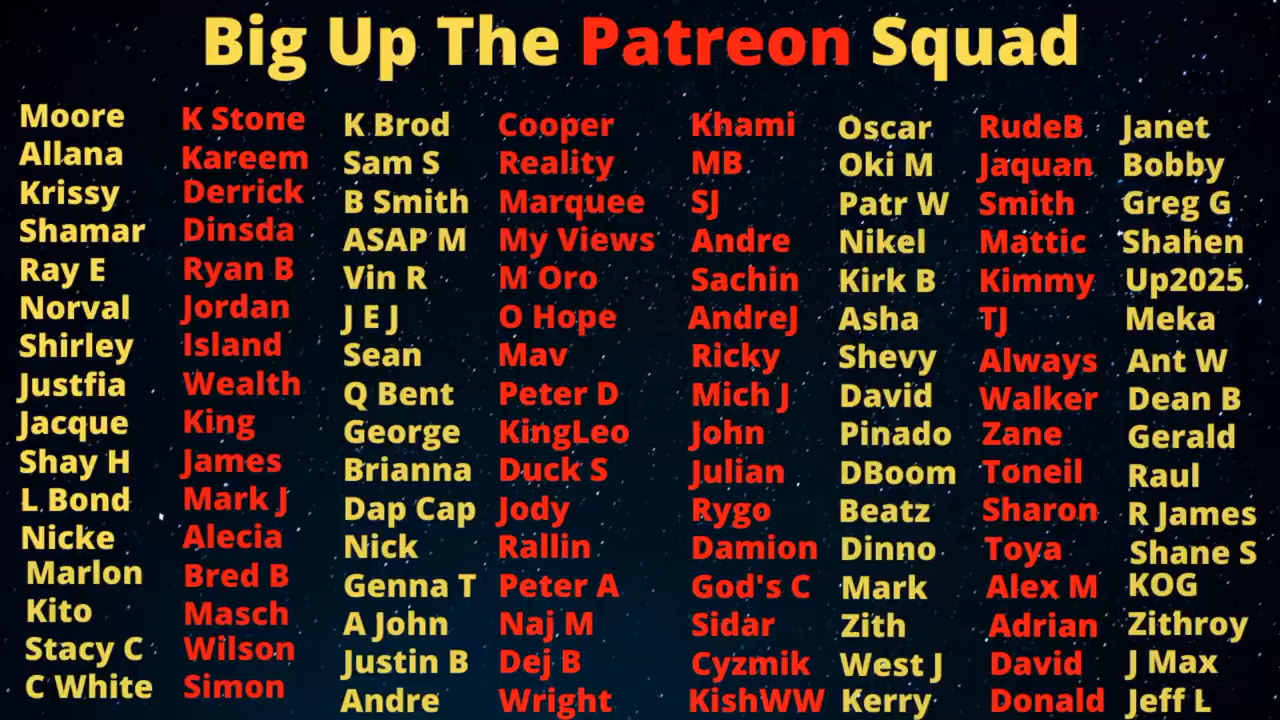 Big Up The Patreon Squad
Moore
Allana
Krissy
Shamar
Ray E
Norval
Shirley
Justfia
Jacque
Shay H
L Bond
Nicke
Marlon
Kito
Stacy C
C White
K Stone
Kareem
Derrick
Dinsda
Ryan B
Jordan
Island
Wealth
King
James
Mark J
Alecia
Bred B
Masch
Wilson
Simon
K Brod
Sam S
B Smith
ASAP M
Vin R
J E J
Sean
Q Bent
George
Brianna
Dap Cap
Nick
Genna T
A John
Justin B
Andre
Cooper
Reality
Marquee
My Views
M Oro
O Hope
Mav
Peter D
KingLeo
Duck S
Jody
Rallin
Peter A
Naj M
Dej B
Wright
Khami
MB
SJ
Andre
Sachin
AndreJ
Ricky
Mich J
John
Julian
Rygo
Damion
God's C
Sidar
Cyzmik
KishWW
Oscar
Oki M
Patr W
Nikel
Kirk B
Asha
Shevy
David
Pinado
DBoom
Beatz
Dinno
Mark
Zith
West J
Kerry
RudeB
Jaquan
Smith
Mattic
Kimmy
TJ
Always
Walker
Zane
Toneil
Sharon
Toya
Alex M
Adrian
David
Donald
Janet
Bobby
Greg G
Shahen
Up2025
Meka
Ant W
Dean B
Gerald
Raul
R James
Shane S
KOG
Zithroy
J Max
Jeff L